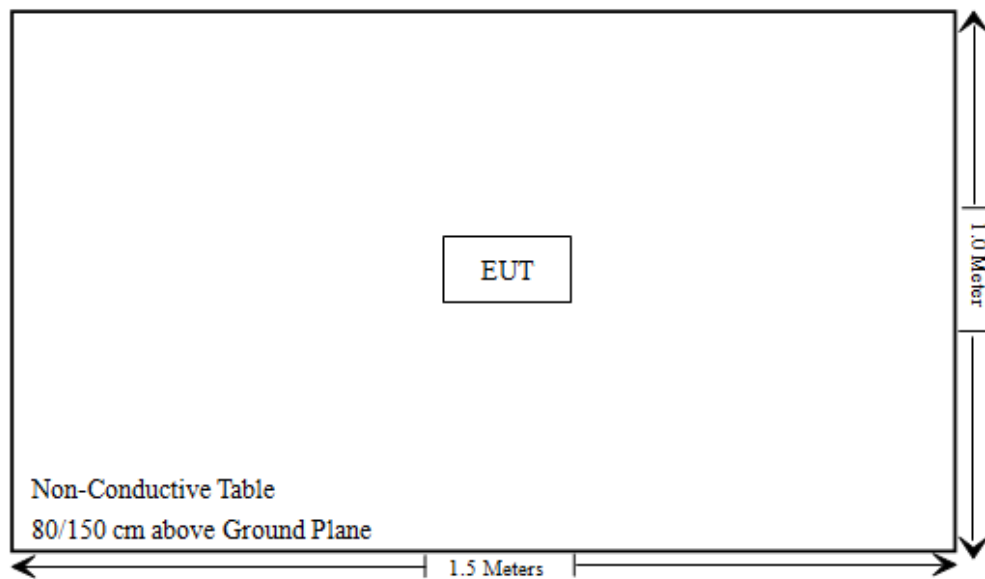 EUT
1.0 Meter
Non-Conductive Table
80/150 cm above Ground Plane
1.5 Meters